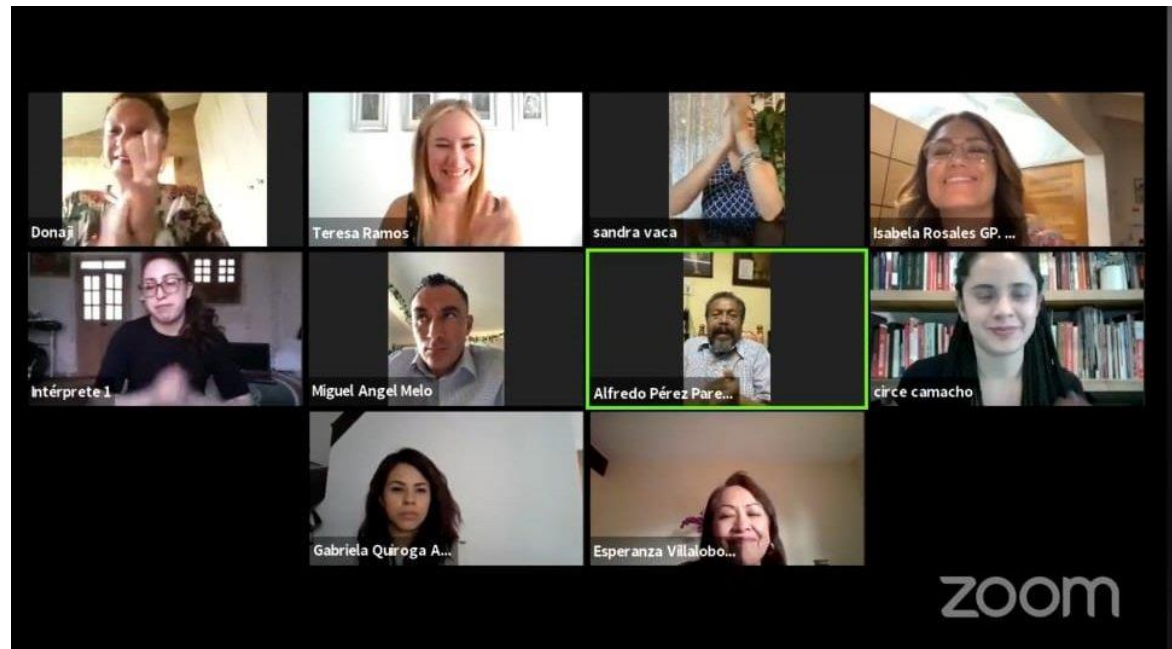 Donaji
Teresa Ramos
sandra vaca
Isabela Rosales GP. ...
Intérprete 1
Miguel Angel Melo
Alfredo Pérez Pare...
circe camacho
Gabriela Quiroga A...
Esperanza Villalobo...
zoom